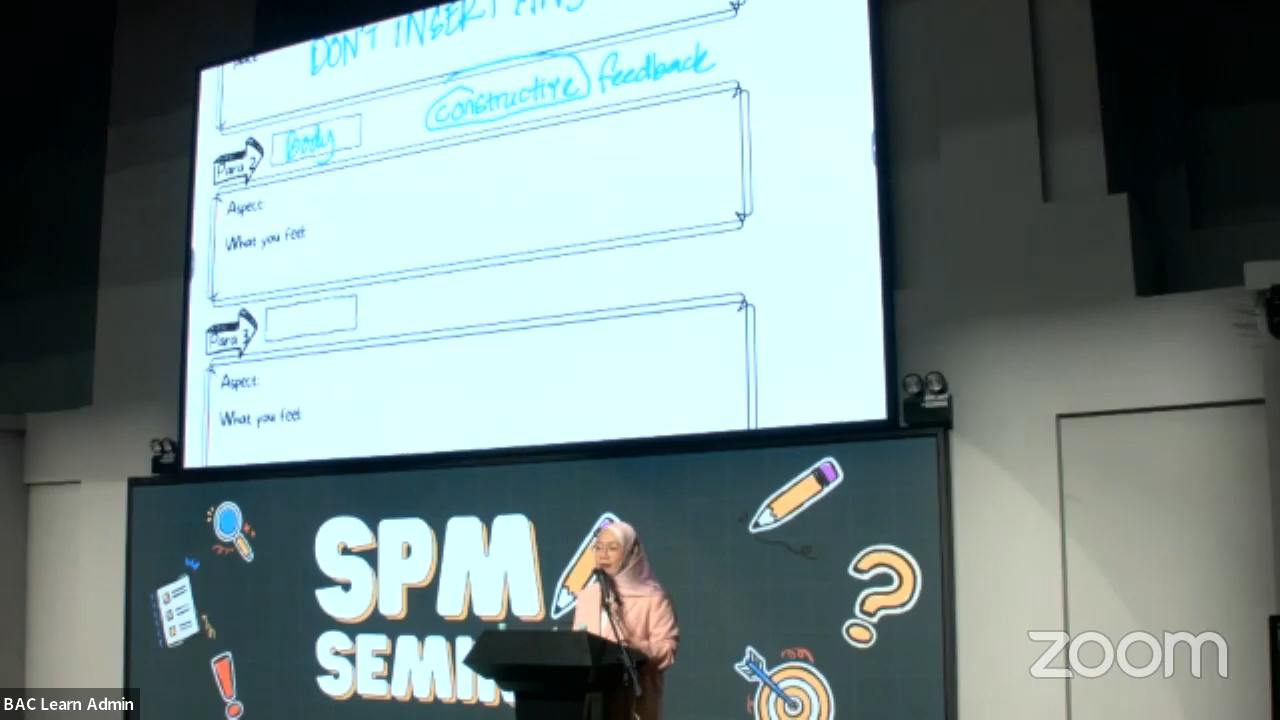 DON'T INSERT ANY
constructive feedback
Para 2
Body
Aspect:
What you feel:
Para 3
Aspect:
What you feel:
SPM
zoom
BAC Learn Admin